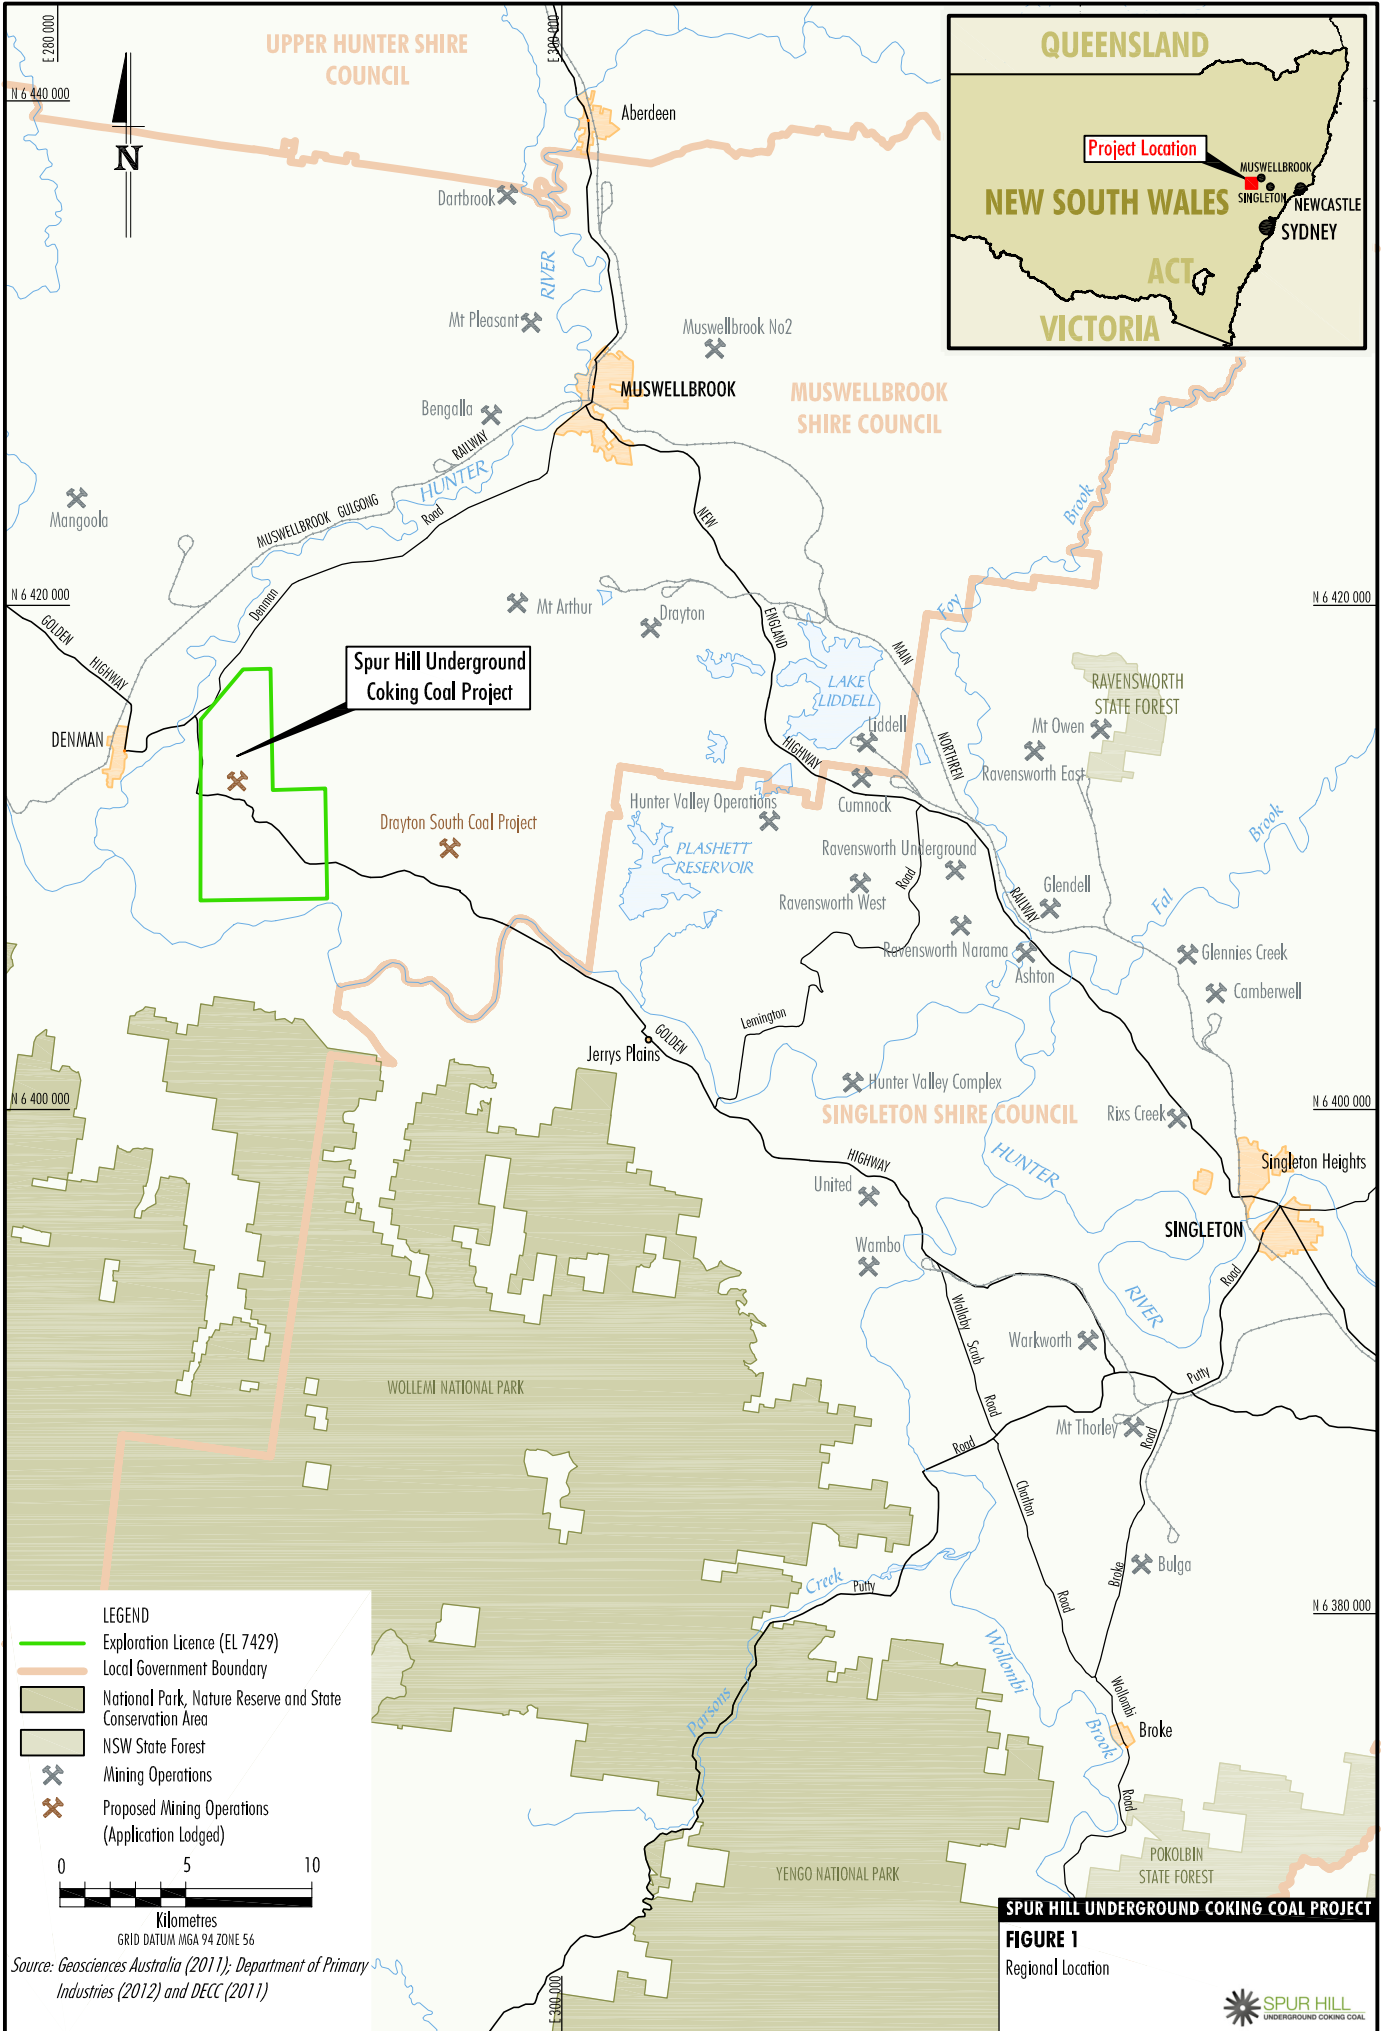 E 280 000
E 300 000
UPPER HUNTER SHIRE
COUNCIL
N 6 440 000
N
Aberdeen
Dartbrook
RIVER
Mt Pleasant
Muswellbrook No2
MUSWELLBROOK
MUSWELLBROOK
SHIRE COUNCIL
Bengalla
RAILWAY
HUNTER
Road
MUSWELLBROOK GULGONG
Mangoola
QUEENSLAND
Project Location
MUSWELLBROOK
NEW SOUTH WALES
SINGLETON
NEWCASTLE
SYDNEY
ACT
VICTORIA
Brook
NEW
N 6 420 000
N 6 420 000
GOLDEN
HIGHWAY
Denman
Mt Arthur
Drayton
ENGLAND
Foy
MAIN
Spur Hill Underground
Coking Coal Project
LAKE
LIDDELL
RAVENSWORTH
STATE FOREST
DENMAN
Liddell
Mt Owen
HIGHWAY
NORTHREN
Ravensworth East
Hunter Valley Operations
Cumnock
Drayton South Coal Project
PLASHETT
RESERVOIR
Ravensworth Underground
Brook
Road
Ravensworth West
RAILWAY
Glendell
Fal
Ravensworth Narama
Ashton
Glennies Creek
Camberwell
Lemington
GOLDEN
Jerrys Plains
Hunter Valley Complex
N 6 400 000
N 6 400 000
SINGLETON SHIRE COUNCIL
Rixs Creek
HIGHWAY
HUNTER
Singleton Heights
United
SINGLETON
Wambo
Road
RIVER
Wallaby Scrub
Road
Warkworth
Putty
WOLLEMI NATIONAL PARK
Mt Thorley
Road
Road
Charlton
Road
Bulga
Broke
Creek
Putty
N 6 380 000
Wollombi
Brook
Parsons
Wollombi
Road
Broke
POKOLBIN
STATE FOREST
YENGO NATIONAL PARK
LEGEND
Exploration Licence (EL 7429)
Local Government Boundary
National Park, Nature Reserve and State
Conservation Area
NSW State Forest
Mining Operations
Proposed Mining Operations
(Application Lodged)
0 5 10
Kilometres
GRID DATUM MGA 94 ZONE 56
Source: Geosciences Australia (2011); Department of Primary
Industries (2012) and DECC (2011)
E 300 000
SPUR HILL UNDERGROUND COKING COAL PROJECT
FIGURE 1
Regional Location
SPUR HILL
UNDERGROUND COKING COAL